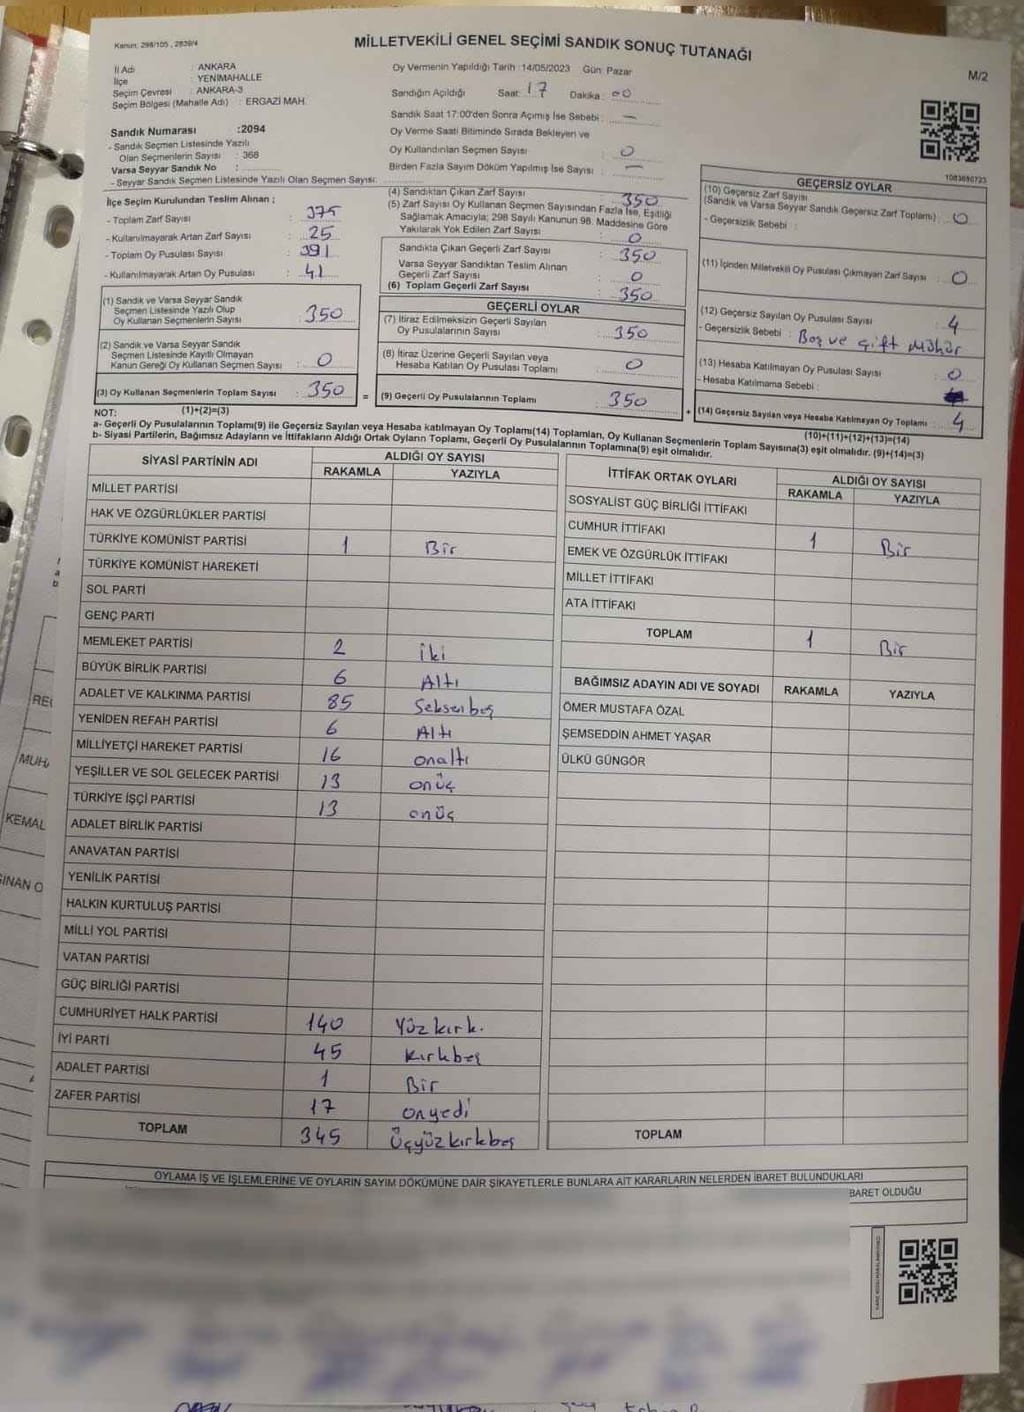 Kanun: 298/105, 2839/4
MİLLETVEKİLİ GENEL SEÇİMİ SANDIK SONUÇ TUTANAĞI
M/2
İl Adı : ANKARA
İlçe : YENİMAHALLE
Seçim Çevresi : ANKARA-3
Seçim Bölgesi (Mahalle Adı) : ERGAZİ MAH.
Sandık Numarası :2094
- Sandık Seçmen Listesinde Yazılı
Olan Seçmenlerin Sayısı : 368
Varsa Seyyar Sandık No :
- Seyyar Sandık Seçmen Listesinde Yazılı Olan Seçmen Sayısı:
Oy Vermenin Yapıldığı Tarih :14/05/2023 Gün: Pazar
Sandığın Açıldığı Saat: 17 Dakika: 00
Sandık Saat 17:00'den Sonra Açımış İse Sebebi : —
Oy Verme Saati Bitiminde Sırada Bekleyen ve
Oy Kullandırılan Seçmen Sayısı : 0
Birden Fazla Sayım Döküm Yapılmış İse Sayısı : —
1083690723
İlçe Seçim Kurulundan Teslim Alınan ;
- Toplam Zarf Sayısı : 375
- Kullanılmayarak Artan Zarf Sayısı : 25
- Toplam Oy Pusulası Sayısı : 391
- Kullanılmayarak Artan Oy Pusulası : 41
(1) Sandık ve Varsa Seyyar Sandık
Seçmen Listesinde Yazılı Olup
Oy Kullanan Seçmenlerin Sayısı : 350
(2) Sandık ve Varsa Seyyar Sandık
Seçmen Listesinde Kayıtlı Olmayan
Kanun Gereği Oy Kullanan Seçmen Sayısı : 0
(3) Oy Kullanan Seçmenlerin Toplam Sayısı : 350 =
(4) Sandıktan Çıkan Zarf Sayısı : 350
(5) Zarf Sayısı Oy Kullanan Seçmen Sayısından Fazla İse, Eşitliği
Sağlamak Amacıyla; 298 Sayılı Kanunun 98. Maddesine Göre
Yakılarak Yok Edilen Zarf Sayısı : 0
Sandıkta Çıkan Geçerli Zarf Sayısı : 350
Varsa Seyyar Sandıktan Teslim Alınan
Geçerli Zarf Sayısı : 0
(6) Toplam Geçerli Zarf Sayısı : 350
GEÇERLİ OYLAR
(7) İtiraz Edilmeksizin Geçerli Sayılan
Oy Pusulalarının Sayısı : 350
(8) İtiraz Üzerine Geçerli Sayılan veya
Hesaba Katılan Oy Pusulası Toplamı : 0
(9) Geçerli Oy Pusulalarının Toplamı : 350 +
GEÇERSİZ OYLAR
(10) Geçersiz Zarf Sayısı
(Sandık ve Varsa Seyyar Sandık Geçersiz Zarf Toplamı) : 0
- Geçersizlik Sebebi :
(11) İçinden Milletvekili Oy Pusulası Çıkmayan Zarf Sayısı : 0
(12) Geçersiz Sayılan Oy Pusulası Sayısı : 4
- Geçersizlik Sebebi : Boş ve çift mühür
(13) Hesaba Katılmayan Oy Pusulası Sayısı : 0
- Hesaba Katılmama Sebebi :
(14) Geçersiz Sayılan veya Hesaba Katılmayan Oy Toplamı : 4
NOT: (1)+(2)=(3) (10)+(11)+(12)+(13)=(14)
a- Geçerli Oy Pusulalarının Toplamı(9) ile Geçersiz Sayılan veya Hesaba katılmayan Oy Toplamı(14) Toplamları, Oy Kullanan Seçmenlerin Toplam Sayısına(3) eşit olmalıdır. (9)+(14)=(3)
b- Siyasi Partilerin, Bağımsız Adayların ve İttifakların Aldığı Ortak Oyların Toplamı, Geçerli Oy Pusulalarının Toplamına(9) eşit olmalıdır.
SİYASİ PARTİNİN ADI ALDIĞI OY SAYISI
RAKAMLA YAZIYLA
MİLLET PARTİSİ
HAK VE ÖZGÜRLÜKLER PARTİSİ
TÜRKİYE KOMÜNİST PARTİSİ 1 Bir
TÜRKİYE KOMÜNİST HAREKETİ
SOL PARTİ
GENÇ PARTİ
MEMLEKET PARTİSİ 2 iki
BÜYÜK BİRLİK PARTİSİ 6 Altı
ADALET VE KALKINMA PARTİSİ 85 Seksenbeş
YENİDEN REFAH PARTİSİ 6 Altı
MİLLİYETÇİ HAREKET PARTİSİ 16 onaltı
YEŞİLLER VE SOL GELECEK PARTİSİ 13 onüç
TÜRKİYE İŞÇİ PARTİSİ 13 onüç
ADALET BİRLİK PARTİSİ
ANAVATAN PARTİSİ
YENİLİK PARTİSİ
HALKIN KURTULUŞ PARTİSİ
MİLLİ YOL PARTİSİ
VATAN PARTİSİ
GÜÇ BİRLİĞİ PARTİSİ
CUMHURİYET HALK PARTİSİ 140 Yüzkırk.
İYİ PARTİ 45 kırkbeş
ADALET PARTİSİ 1 Bir
ZAFER PARTİSİ 17 onyedi
TOPLAM 345 Üçyüzkırkbeş
İTTİFAK ORTAK OYLARI ALDIĞI OY SAYISI
RAKAMLA YAZIYLA
SOSYALİST GÜÇ BİRLİĞİ İTTİFAKI
CUMHUR İTTİFAKI 1 Bir
EMEK VE ÖZGÜRLÜK İTTİFAKI
MİLLET İTTİFAKI
ATA İTTİFAKI
TOPLAM 1 Bir
BAĞIMSIZ ADAYIN ADI VE SOYADI RAKAMLA YAZIYLA
ÖMER MUSTAFA ÖZAL
ŞEMSEDDİN AHMET YAŞAR
ÜLKÜ GÜNGÖR
TOPLAM
OYLAMA İŞ VE İŞLEMLERİNE VE OYLARIN SAYIM DÖKÜMÜNE DAİR ŞİKAYETLERLE BUNLARA AİT KARARLARIN NELERDEN İBARET BULUNDUKLARI
BARET OLDUĞU
MUHA
KEMAL
SİNAN O